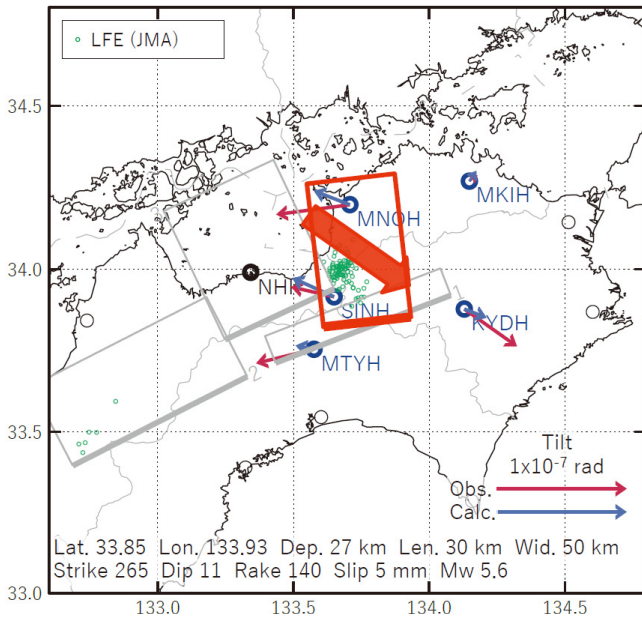 LFE (JMA)
34.5
MKIH
MNOH
34.0
NHI
SINH
1
KYDH
MTYH
2
33.5
Tilt
1x10⁻⁷ rad
Obs.
Calc.
Lat. 33.85 Lon. 133.93 Dep. 27 km Len. 30 km Wid. 50 km
Strike 265 Dip 11 Rake 140 Slip 5 mm Mw 5.6
33.0
133.0 133.5 134.0 134.5